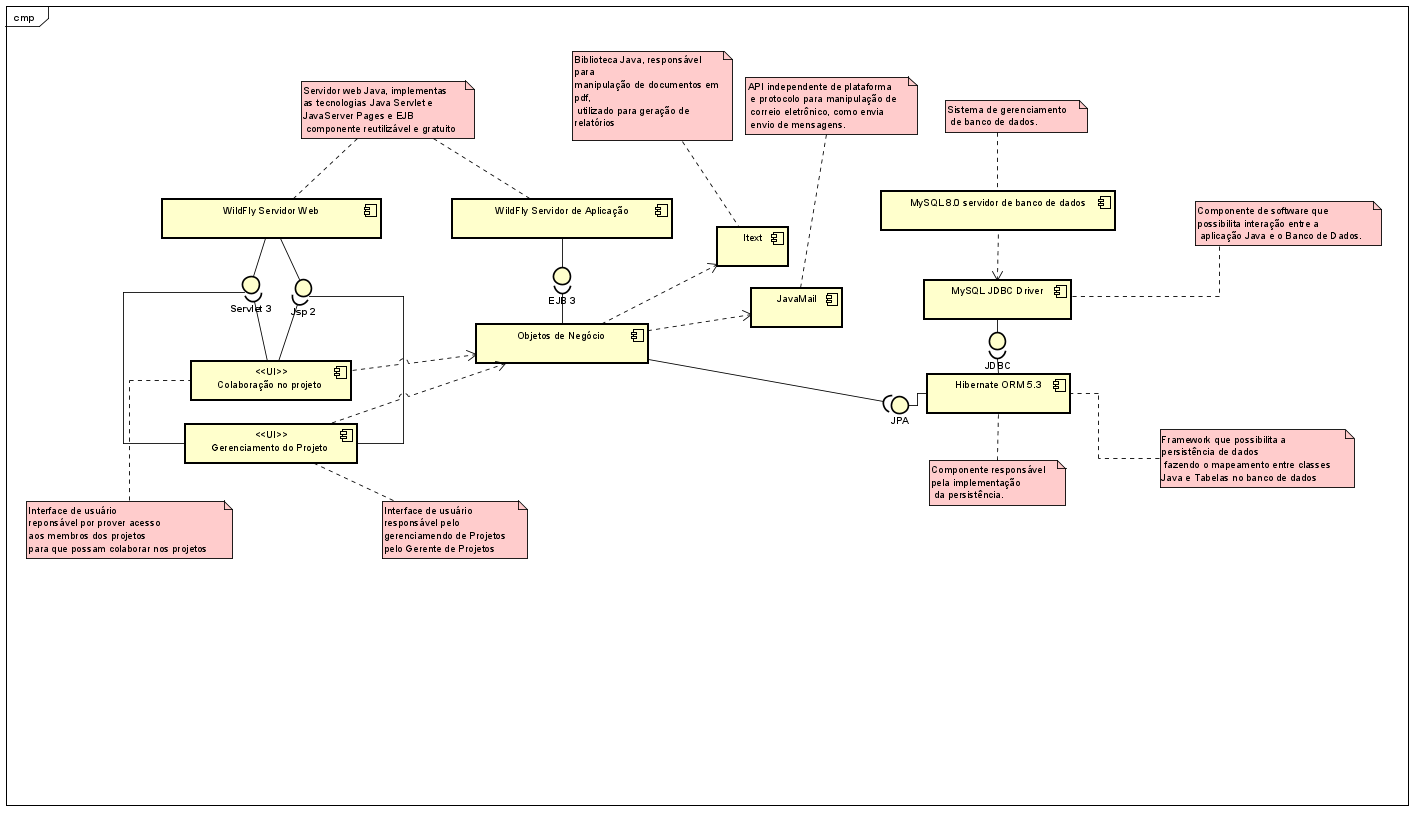 cmp
Biblioteca Java, responsável
para
manipulação de documentos em
pdf,
utilizado para geração de
relatórios
Servidor web Java, implementas
as tecnologias Java Servlet e
JavaServer Pages e EJB
componente reutilizável e gratuito
API independente de plataforma
e protocolo para manipulação de
correio eletrônico, como envia
envio de mensagens.
Sistema de gerenciamento
de banco de dados.
WildFly Servidor Web
WildFly Servidor de Aplicação
MySQL 8.0 servidor de banco de dados
Componente de software que
possibilita interação entre a
aplicação Java e o Banco de Dados.
Itext
JavaMail
MySQL JDBC Driver
Servlet 3
Jsp 2
EJB 3
Objetos de Negócio
JDBC
<<UI>>
Colaboração no projeto
Hibernate ORM 5.3
JPA
<<UI>>
Gerenciamento do Projeto
Framework que possibilita a
persistência de dados
fazendo o mapeamento entre classes
Java e Tabelas no banco de dados
Componente responsável
pela implementação
da persistência.
Interface de usuário
reponsável por prover acesso
aos membros dos projetos
para que possam colaborar nos projetos
Interface de usuário
responsável pelo
gerenciamendo de Projetos
pelo Gerente de Projetos